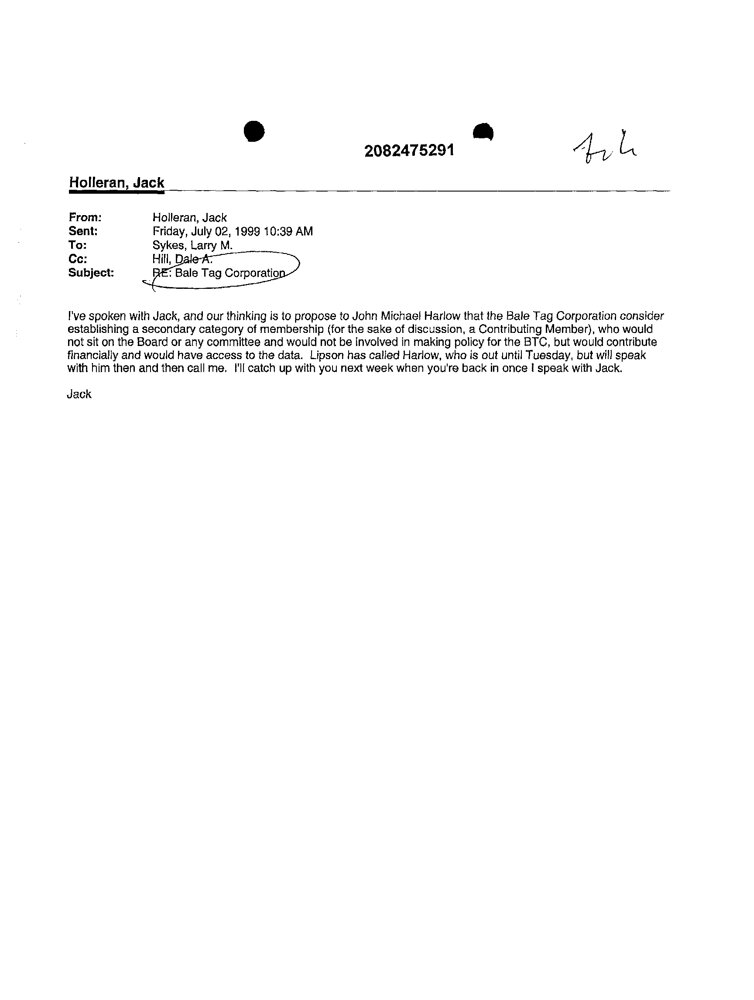 2082475291
Holleran, Jack
From: Holleran, Jack
Sent: Friday, July 02, 1999 10:39 AM
To: Sykes, Larry M.
Cc: Hill, Dale A.
Subject: RE: Bale Tag Corporation
I've spoken with Jack, and our thinking is to propose to John Michael Harlow that the Bale Tag Corporation consider
establishing a secondary category of membership (for the sake of discussion, a Contributing Member), who would
not sit on the Board or any committee and would not be involved in making policy for the BTC, but would contribute
financially and would have access to the data.  Lipson has called Harlow, who is out until Tuesday, but will speak
with him then and then call me.  I'll catch up with you next week when you're back in once I speak with Jack.
Jack